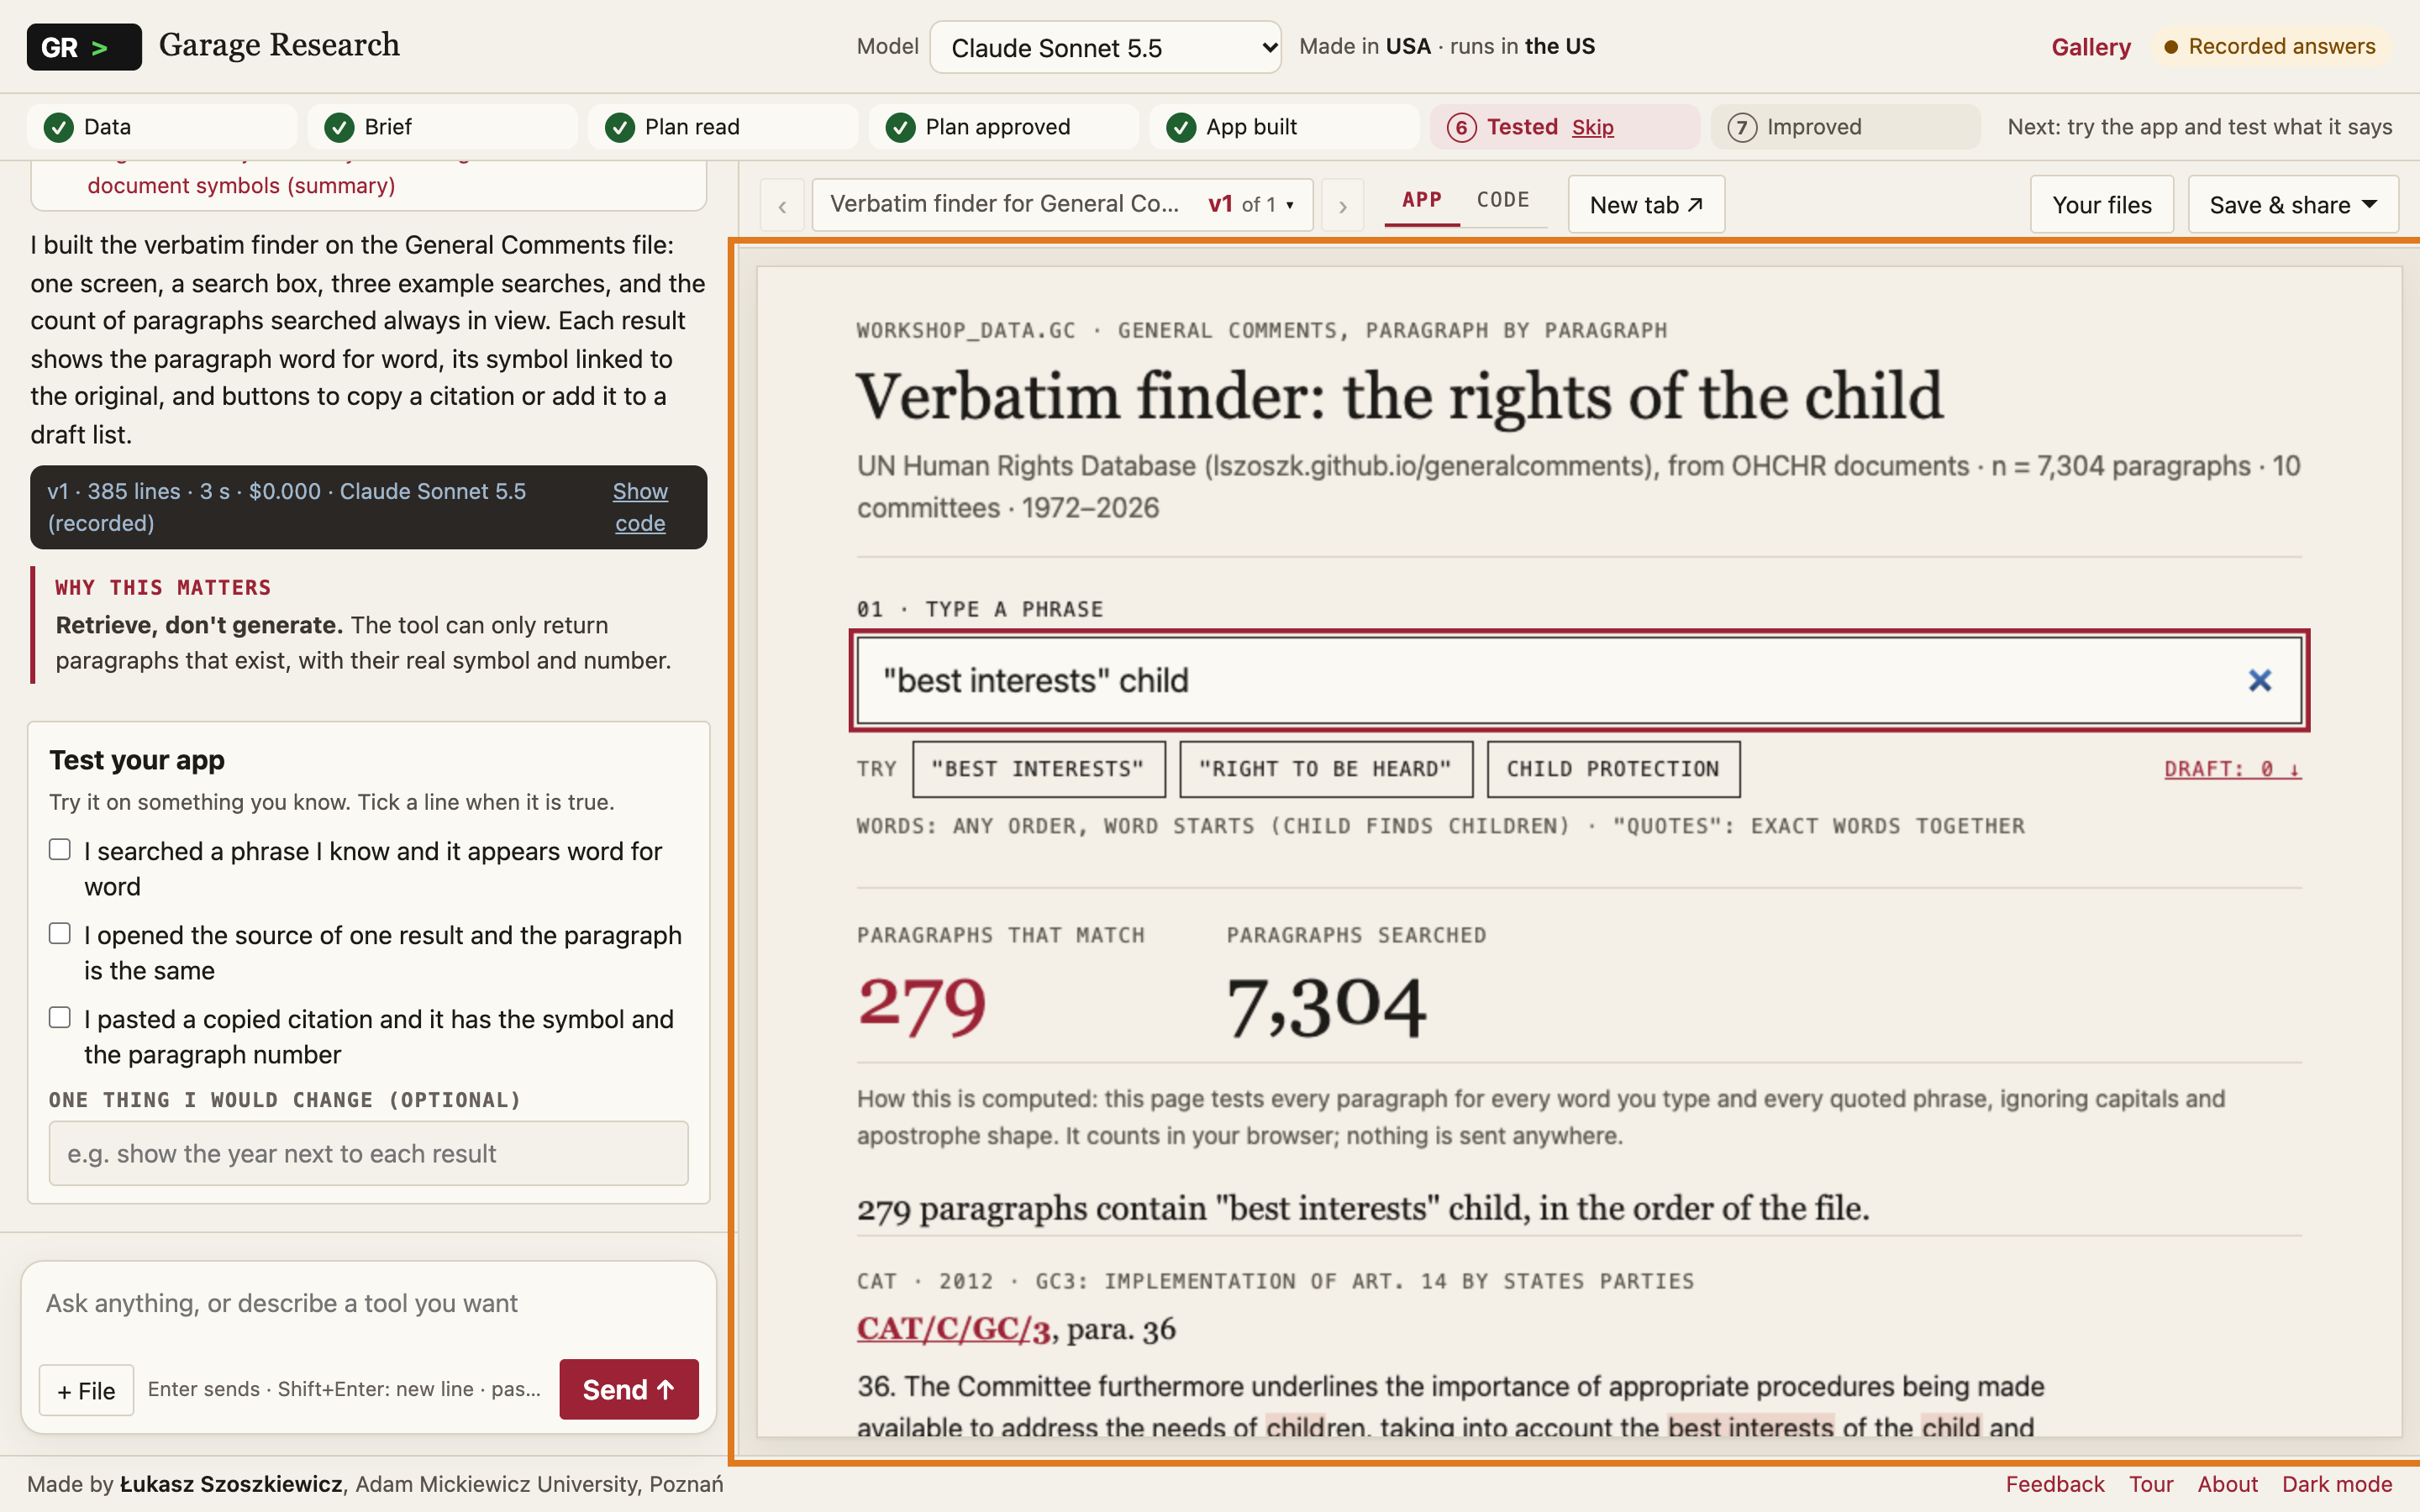 GR >
Garage Research
Model
Claude Sonnet 5.5
Made in USA · runs in the US
Gallery
Recorded answers
Data
Brief
Plan read
Plan approved
App built
6 Tested Skip
7 Improved
Next: try the app and test what it says
document symbols (summary)
I built the verbatim finder on the General Comments file:
one screen, a search box, three example searches, and the
count of paragraphs searched always in view. Each result
shows the paragraph word for word, its symbol linked to
the original, and buttons to copy a citation or add it to a
draft list.
v1 · 385 lines · 3 s · $0.000 · Claude Sonnet 5.5
(recorded)
Show
code
WHY THIS MATTERS
Retrieve, don't generate. The tool can only return
paragraphs that exist, with their real symbol and number.
Test your app
Try it on something you know. Tick a line when it is true.
I searched a phrase I know and it appears word for
word
I opened the source of one result and the paragraph
is the same
I pasted a copied citation and it has the symbol and
the paragraph number
ONE THING I WOULD CHANGE (OPTIONAL)
e.g. show the year next to each result
Ask anything, or describe a tool you want
+ File
Enter sends · Shift+Enter: new line · pas...
Send ↑
‹
Verbatim finder for General Co... v1 of 1 ▾
›
APP
CODE
New tab ↗
Your files
Save & share
WORKSHOP_DATA.GC · GENERAL COMMENTS, PARAGRAPH BY PARAGRAPH
Verbatim finder: the rights of the child
UN Human Rights Database (lszoszk.github.io/generalcomments), from OHCHR documents · n = 7,304 paragraphs · 10
committees · 1972–2026
01 · TYPE A PHRASE
"best interests" child
TRY
"BEST INTERESTS"
"RIGHT TO BE HEARD"
CHILD PROTECTION
DRAFT: 0 ↓
WORDS: ANY ORDER, WORD STARTS (CHILD FINDS CHILDREN) · "QUOTES": EXACT WORDS TOGETHER
PARAGRAPHS THAT MATCH
279
PARAGRAPHS SEARCHED
7,304
How this is computed: this page tests every paragraph for every word you type and every quoted phrase, ignoring capitals and
apostrophe shape. It counts in your browser; nothing is sent anywhere.
279 paragraphs contain "best interests" child, in the order of the file.
CAT · 2012 · GC3: IMPLEMENTATION OF ART. 14 BY STATES PARTIES
CAT/C/GC/3, para. 36
36. The Committee furthermore underlines the importance of appropriate procedures being made
available to address the needs of children, taking into account the best interests of the child and
Made by Łukasz Szoszkiewicz, Adam Mickiewicz University, Poznań
Feedback
Tour
About
Dark mode